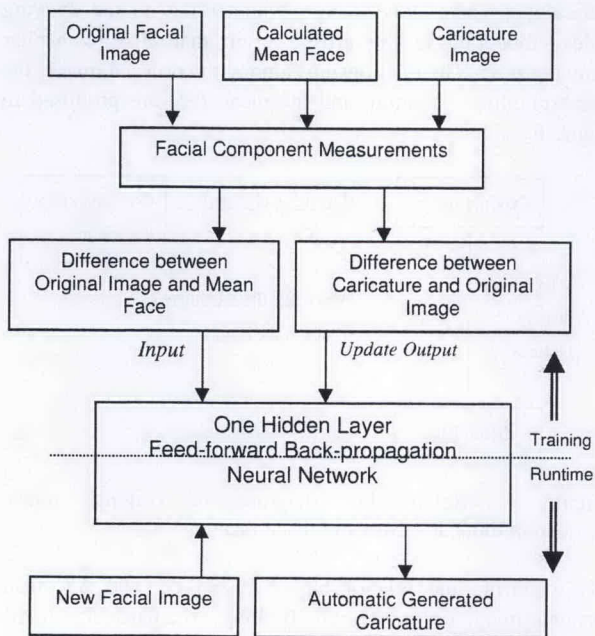 Original Facial
Image
Calculated
Mean Face
Caricature
Image
Facial Component Measurements
Difference between
Original Image and Mean
Face
Difference between
Caricature and Original
Image
Input
Update Output
One Hidden Layer
Feed-forward Back-propagation
Neural Network
Training
Runtime
New Facial Image
Automatic Generated
Caricature